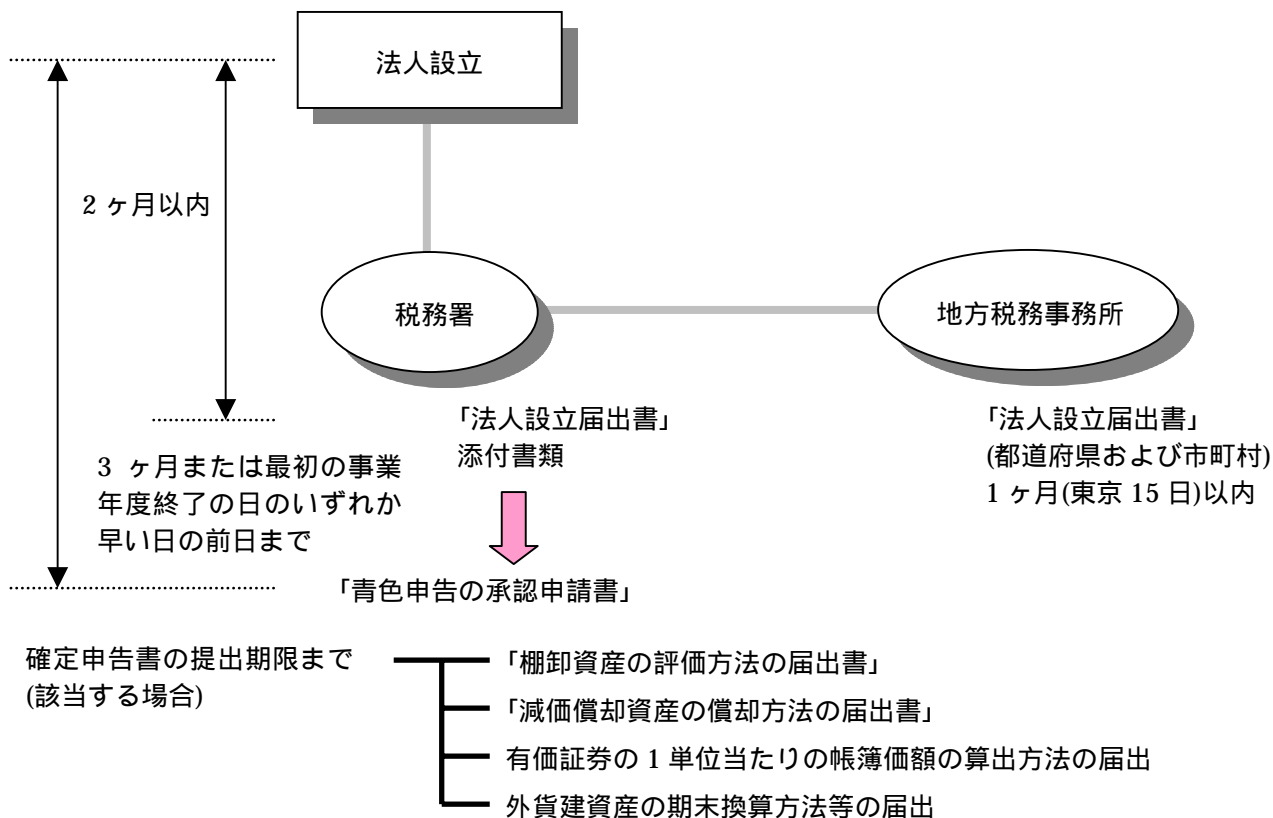 法人設立
2 ヶ月以内
税務署
地方税務事務所
「法人設立届出書」
添付書類
「法人設立届出書」
(都道府県および市町村)
1 ヶ月(東京 15 日)以内
3 ヶ月または最初の事業
年度終了の日のいずれか
早い日の前日まで
「青色申告の承認申請書」
確定申告書の提出期限まで
(該当する場合)
「棚卸資産の評価方法の届出書」
「減価償却資産の償却方法の届出書」
有価証券の 1 単位当たりの帳簿価額の算出方法の届出
外貨建資産の期末換算方法等の届出